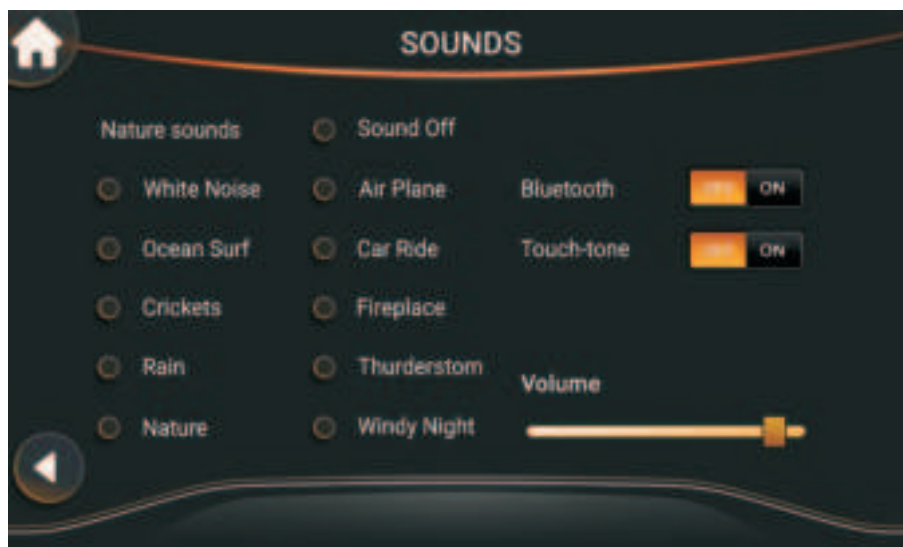 SOUNDS
Nature sounds
Sound Off
White Noise
Air Plane
Bluetooth
ON
Ocean Surf
Car Ride
Touch-tone
ON
Crickets
Fireplace
Rain
Thurderstom
Volume
Nature
Windy Night